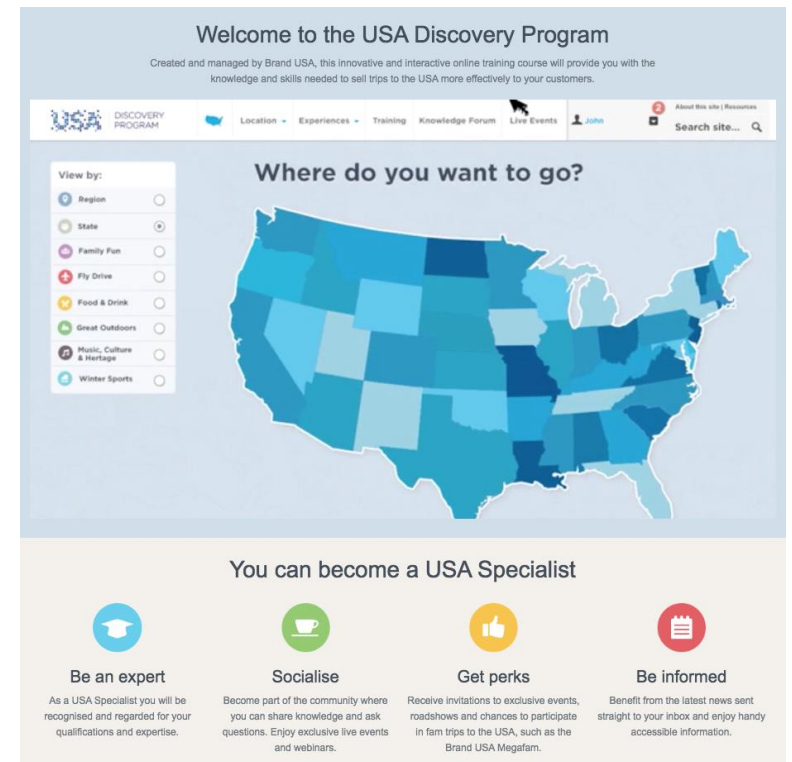 Welcome to the USA Discovery Program
Created and managed by Brand USA, this innovative and interactive online training course will provide you with the
knowledge and skills needed to sell trips to the USA more effectively to your customers.
USA DISCOVERY PROGRAM
Location Experiences Training Knowledge Forum Live Events John
2
About this site | Resources
Search site...
View by:
Region
State
Family Fun
Fly Drive
Food & Drink
Great Outdoors
Music, Culture
& Hertage
Winter Sports
Where do you want to go?
You can become a USA Specialist
Be an expert
As a USA Specialist you will be
recognised and regarded for your
qualifications and expertise.
Socialise
Become part of the community where
you can share knowledge and ask
questions. Enjoy exclusive live events
and webinars.
Get perks
Receive invitations to exclusive events,
roadshows and chances to participate
in fam trips to the USA, such as the
Brand USA Megafam.
Be informed
Benefit from the latest news sent
straight to your inbox and enjoy handy
accessible information.